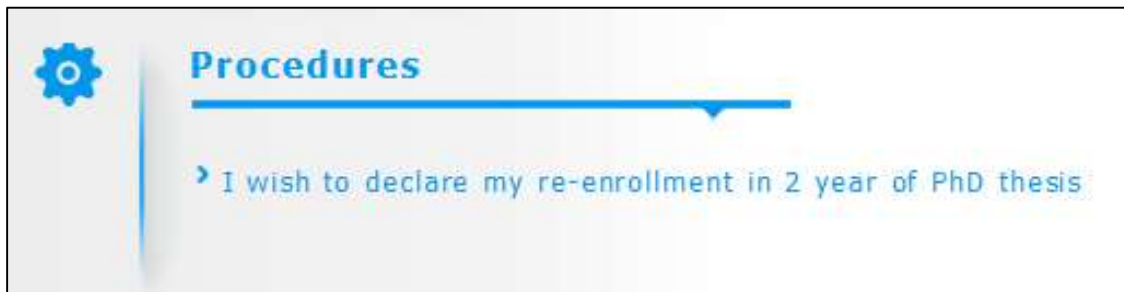 Procedures
I wish to declare my re-enrollment in 2 year of PhD thesis